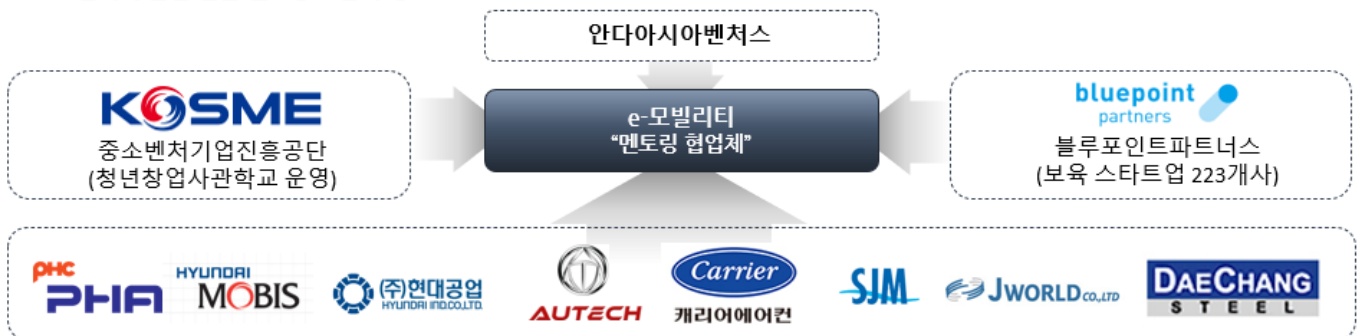 안다아시아벤처스
KOSME
중소벤처기업진흥공단
(청년창업사관학교 운영)
e-모빌리티
“멘토링 협업체”
bluepoint
partners
블루포인트파트너스
(보육 스타트업 223개사)
PHC
PHA
HYUNDAI
MOBIS
(주)현대공업
HYUNDAI IND.CO.,LTD.
AUTECH
Carrier
캐리어에어컨
SJM
JWORLD CO.,LTD
DAECHANG
STEEL